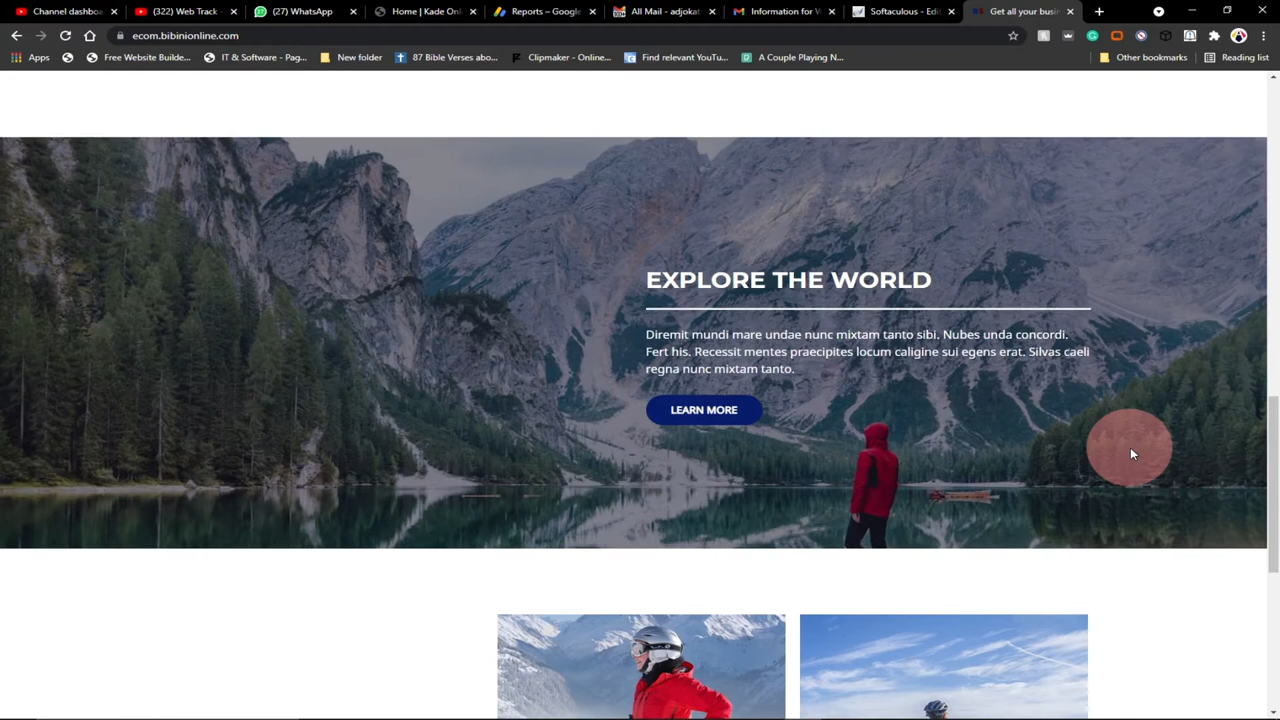 Channel dashboa
(322) Web Track -
(27) WhatsApp
Home | Kade Onl
Reports – Google
All Mail - adjokat
Information for W
Softaculous - Edi
Get all your busin
ecom.bibinionline.com
Apps
Free Website Builde...
IT & Software - Pag...
New folder
87 Bible Verses abo...
Clipmaker - Online...
Find relevant YouTu...
A Couple Playing N...
Other bookmarks
Reading list
EXPLORE THE WORLD
Diremit mundi mare undae nunc mixtam tanto sibi. Nubes unda concordi.
Fert his. Recessit mentes praecipites locum caligine sui egens erat. Silvas caeli
regna nunc mixtam tanto.
LEARN MORE